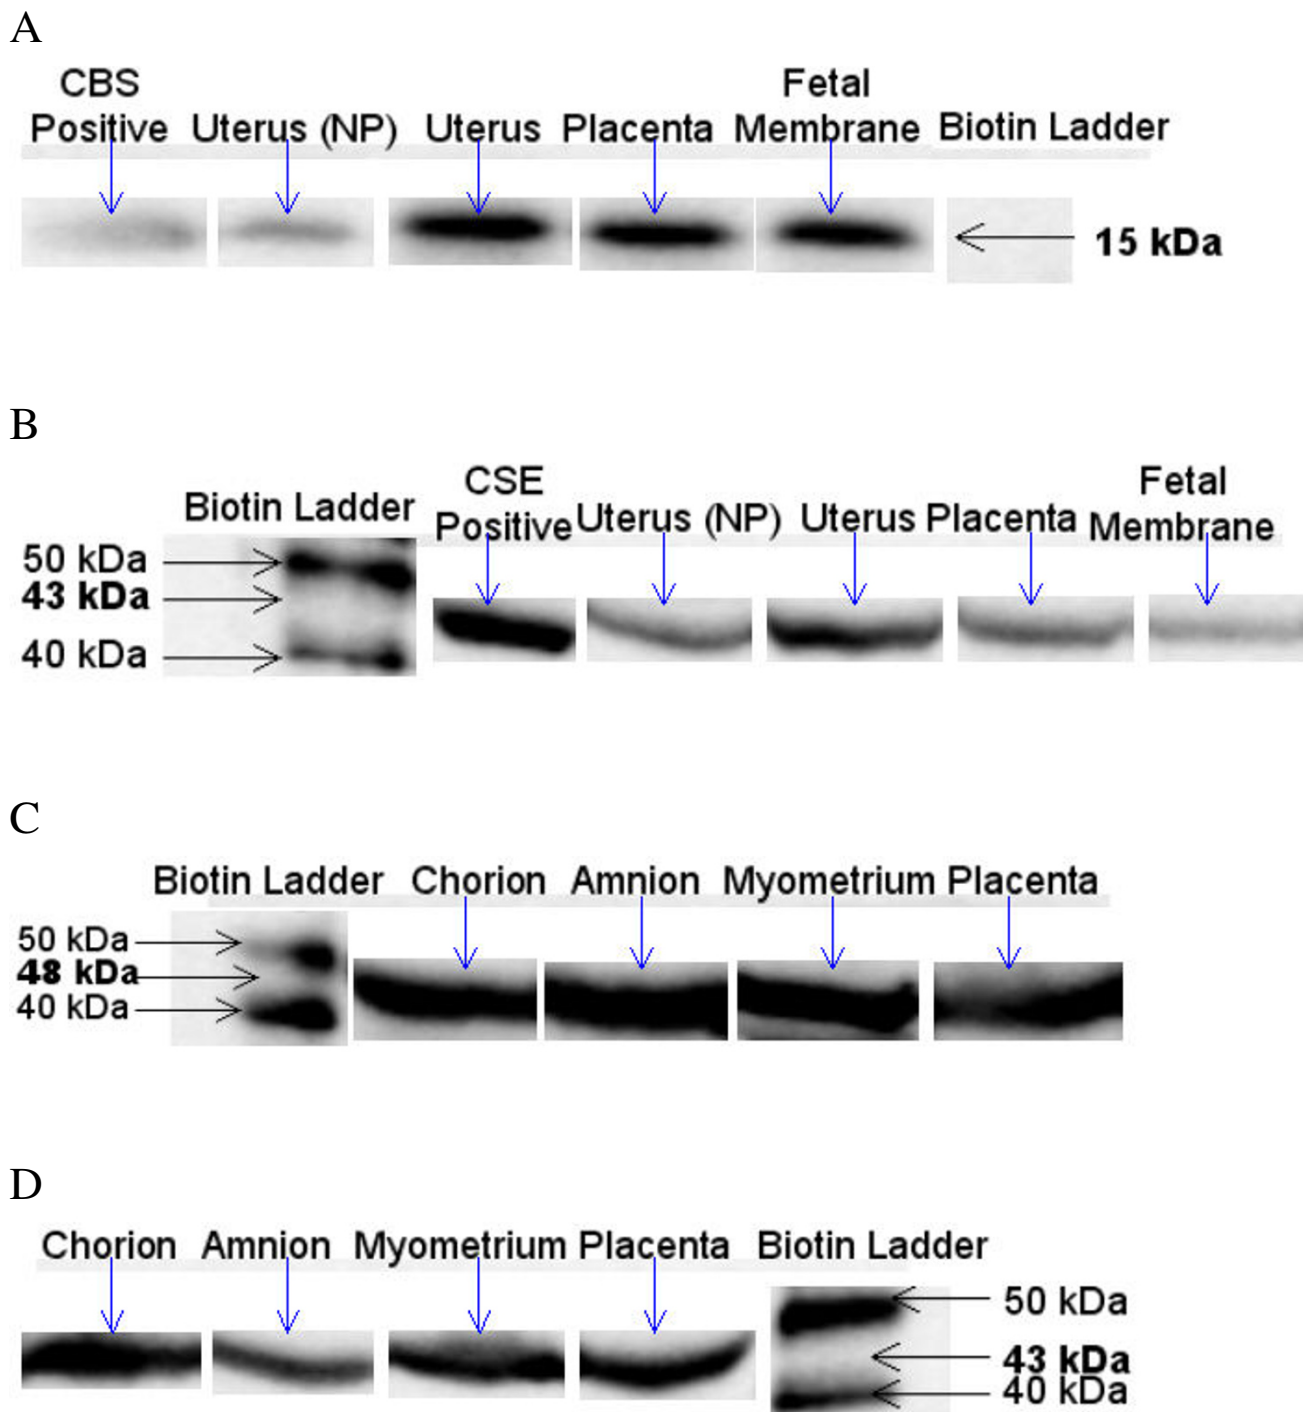 A
CBS
Positive
Uterus (NP)
Uterus
Placenta
Fetal
Membrane
Biotin Ladder
15 kDa
B
Biotin Ladder
CSE
Positive
Uterus (NP)
Uterus
Placenta
Fetal
Membrane
50 kDa
43 kDa
40 kDa
C
Biotin Ladder
Chorion
Amnion
Myometrium
Placenta
50 kDa
48 kDa
40 kDa
D
Chorion
Amnion
Myometrium
Placenta
Biotin Ladder
50 kDa
43 kDa
40 kDa